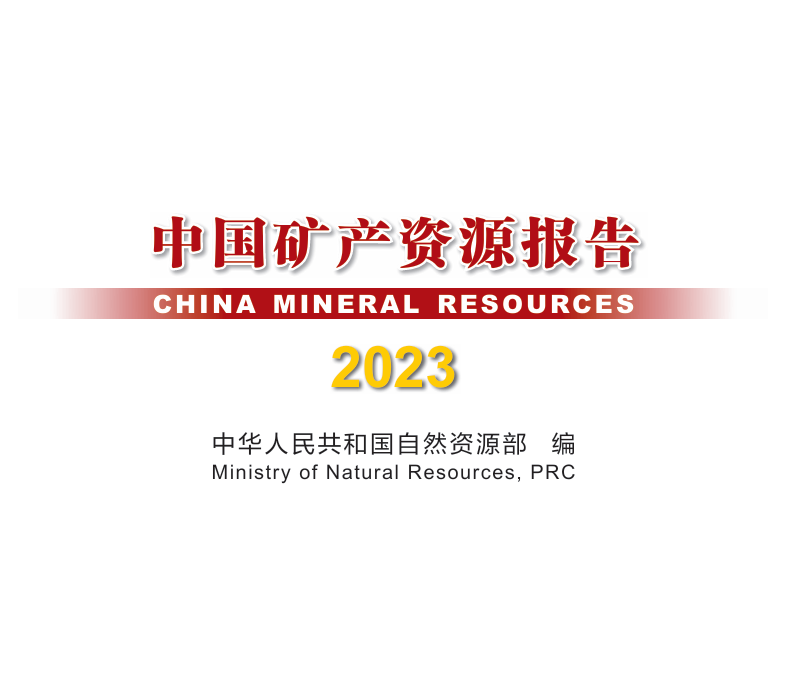 中国矿产资源报告
CHINA MINERAL RESOURCES
2023
中华人民共和国自然资源部 编
Ministry of Natural Resources, PRC